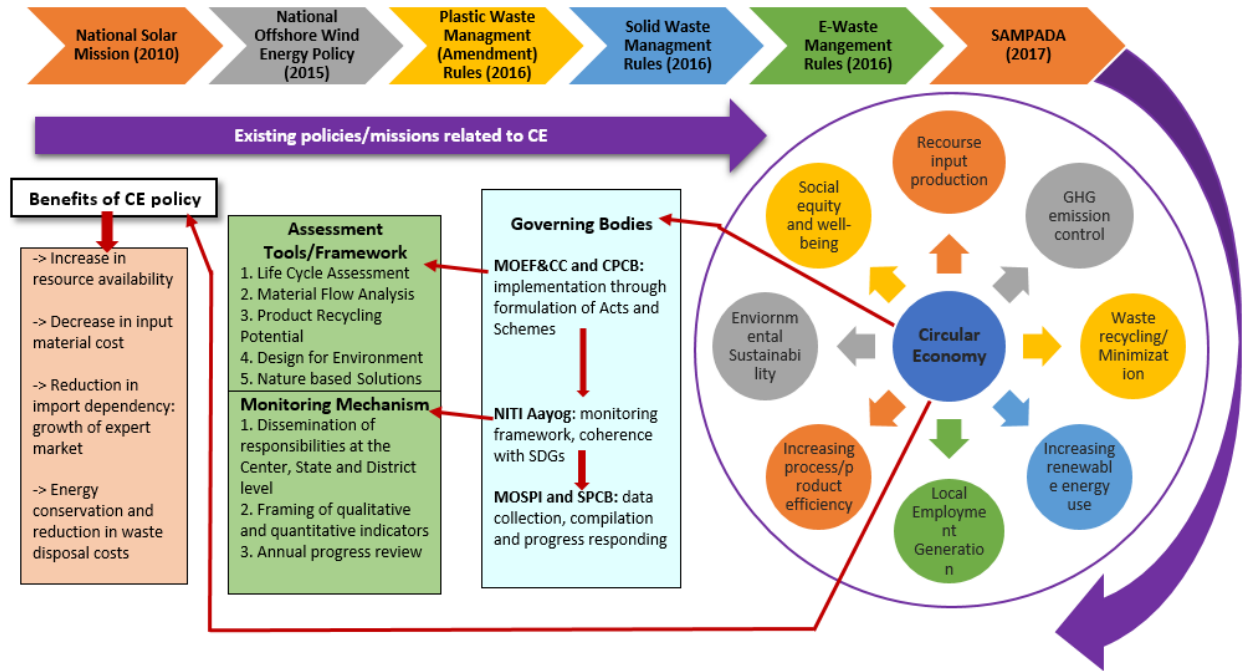 National Solar
Mission (2010)
National
Offshore Wind
Energy Policy
(2015)
Plastic Waste
Managment
(Amendment)
Rules (2016)
Solid Waste
Managment
Rules (2016)
E-Waste
Mangement
Rules (2016)
SAMPADA
(2017)
Existing policies/missions related to CE
Benefits of CE policy
-> Increase in
resource availability
-> Decrease in input
material cost
-> Reduction in
import dependency:
growth of expert
market
-> Energy
conservation and
reduction in waste
disposal costs
Assessment
Tools/Framework
1. Life Cycle Assessment
2. Material Flow Analysis
3. Product Recycling
Potential
4. Design for Environment
5. Nature based Solutions
Monitoring Mechanism
1. Dissemination of
responsibilities at the
Center, State and District
level
2. Framing of qualitative
and quantitative indicators
3. Annual progress review
Governing Bodies
MOEF&CC and CPCB:
implementation through
formulation of Acts and
Schemes
NITI Aayog: monitoring
framework, coherence
with SDGs
MOSPI and SPCB: data
collection, compilation
and progress responding
Circular
Economy
Recourse
input
production
GHG
emission
control
Waste
recycling/
Minimizat
ion
Increasing
renewabl
e energy
use
Local
Employme
nt
Generatio
n
Increasing
process/p
roduct
efficiency
Enviornm
ental
Sustainabi
lity
Social
equity
and well-
being